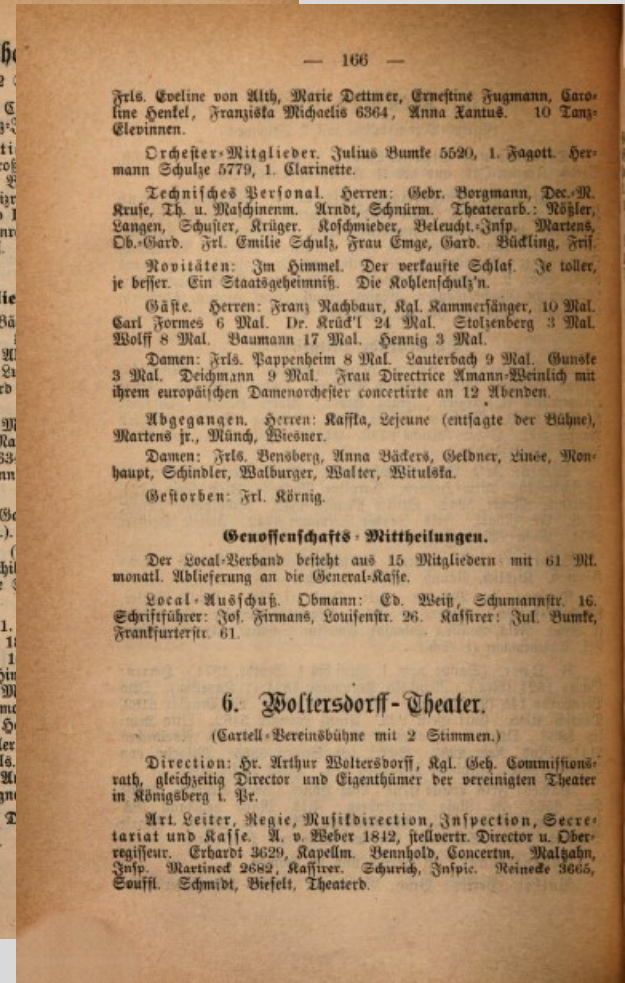 — 166 —
Frls. Eveline von Alth, Marie Dettmer, Ernestine Fugmann, Caro-
line Henkel, Franziska Michaelis 6364, Anna Xantus. 10 Tanz-
Elevinnen.
Orchester-Mitglieder. Julius Bumke 5520, 1. Fagott. Her-
mann Schulze 5779, 1. Clarinette.
Technisches Personal. Herren: Gebr. Borgmann, Dec.-M.
Kruse, Th. u. Maschinenm. Arndt, Schnürm. Theaterarb.: Nößler,
Langen, Schuster, Krüger. Koschmieder, Beleucht.-Insp. Martens,
Ob.-Gard. Frl. Emilie Schulz, Frau Emge, Gard. Bückling, Fris.
Novitäten: Im Himmel. Der verkaufte Schlaf. Je toller,
je besser. Ein Staatsgeheimniß. Die Kohlenschulz'n.
Gäste. Herren: Franz Nachbaur, Kgl. Kammersänger, 10 Mal.
Carl Formes 6 Mal. Dr. Krück'l 24 Mal. Stolzenberg 3 Mal.
Wolff 8 Mal. Baumann 17 Mal. Hennig 3 Mal.
Damen: Frls. Pappenheim 8 Mal. Lauterbach 9 Mal. Gunske
3 Mal. Deichmann 9 Mal. Frau Directrice Amann-Weinlich mit
ihrem europäischen Damenorchester concertirte an 12 Abenden.
Abgegangen. Herren: Kaffka, Lejeune (entsagte der Bühne),
Martens jr., Münch, Wiesner.
Damen: Frls. Bensberg, Anna Bäckers, Geldner, Linse, Mon-
haupt, Schindler, Walburger, Walter, Witulska.
Gestorben: Frl. Körnig.
Genossenschafts-Mittheilungen.
Der Local-Verband besteht aus 15 Mitgliedern mit 61 Mk.
monatl. Ablieferung an die General-Kasse.
Local-Ausschuß. Obmann: Ed. Weiß, Schumannstr. 16.
Schriftführer: Jos. Firmans, Louisenstr. 26. Kassirer: Jul. Bumke,
Frankfurterstr. 61.
6. Woltersdorff-Theater.
(Cartell-Vereinsbühne mit 2 Stimmen.)
Direction: Hr. Arthur Woltersdorff, Kgl. Geh. Commissions-
rath, gleichzeitig Director und Eigenthümer der vereinigten Theater
in Königsberg i. Pr.
Art. Leiter, Regie, Musikdirection, Inspection, Secre-
tariat und Kasse. A. v. Weber 1842, stellvertr. Director u. Ober-
regisseur. Erhardt 3629, Kapellm. Bennhold, Concertm. Maltzahn,
Insp. Martineck 2682, Kassirer. Schurich, Inspic. Reinecke 3665,
Souffl. Schmidt, Biefelt, Theaterd.